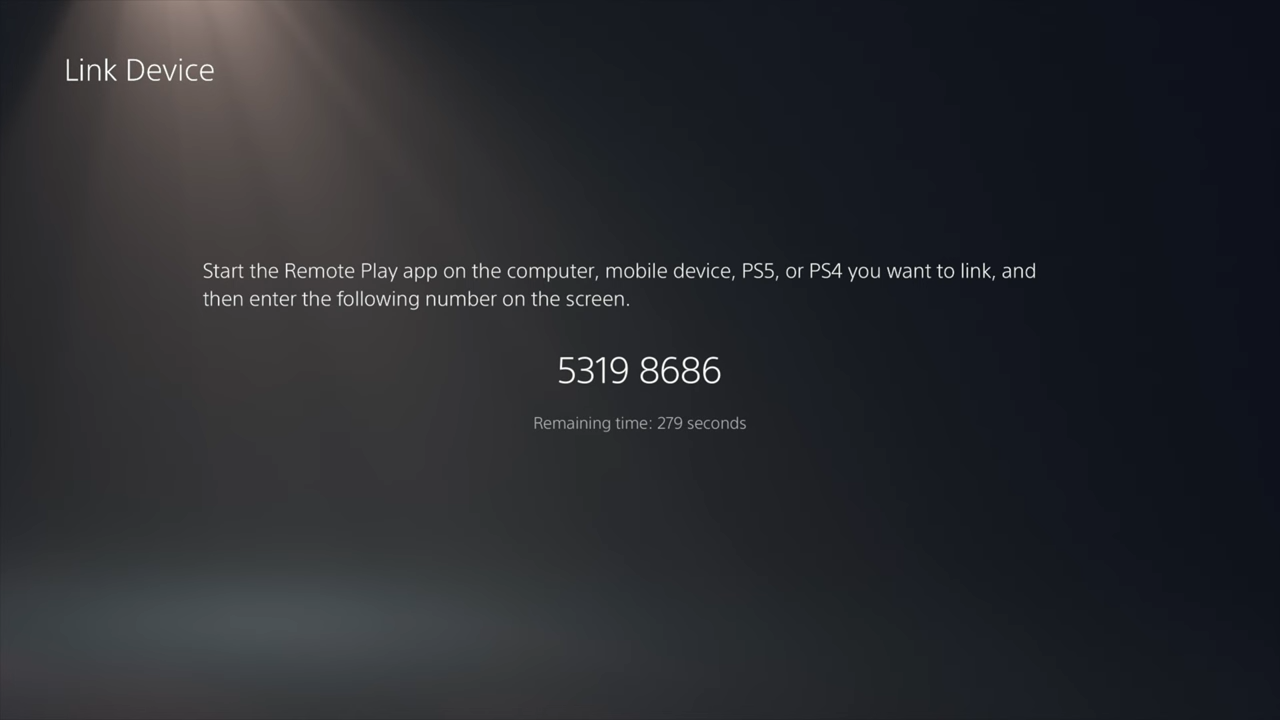 Link Device
Start the Remote Play app on the computer, mobile device, PS5, or PS4 you want to link, and
then enter the following number on the screen.
5319 8686
Remaining time: 279 seconds